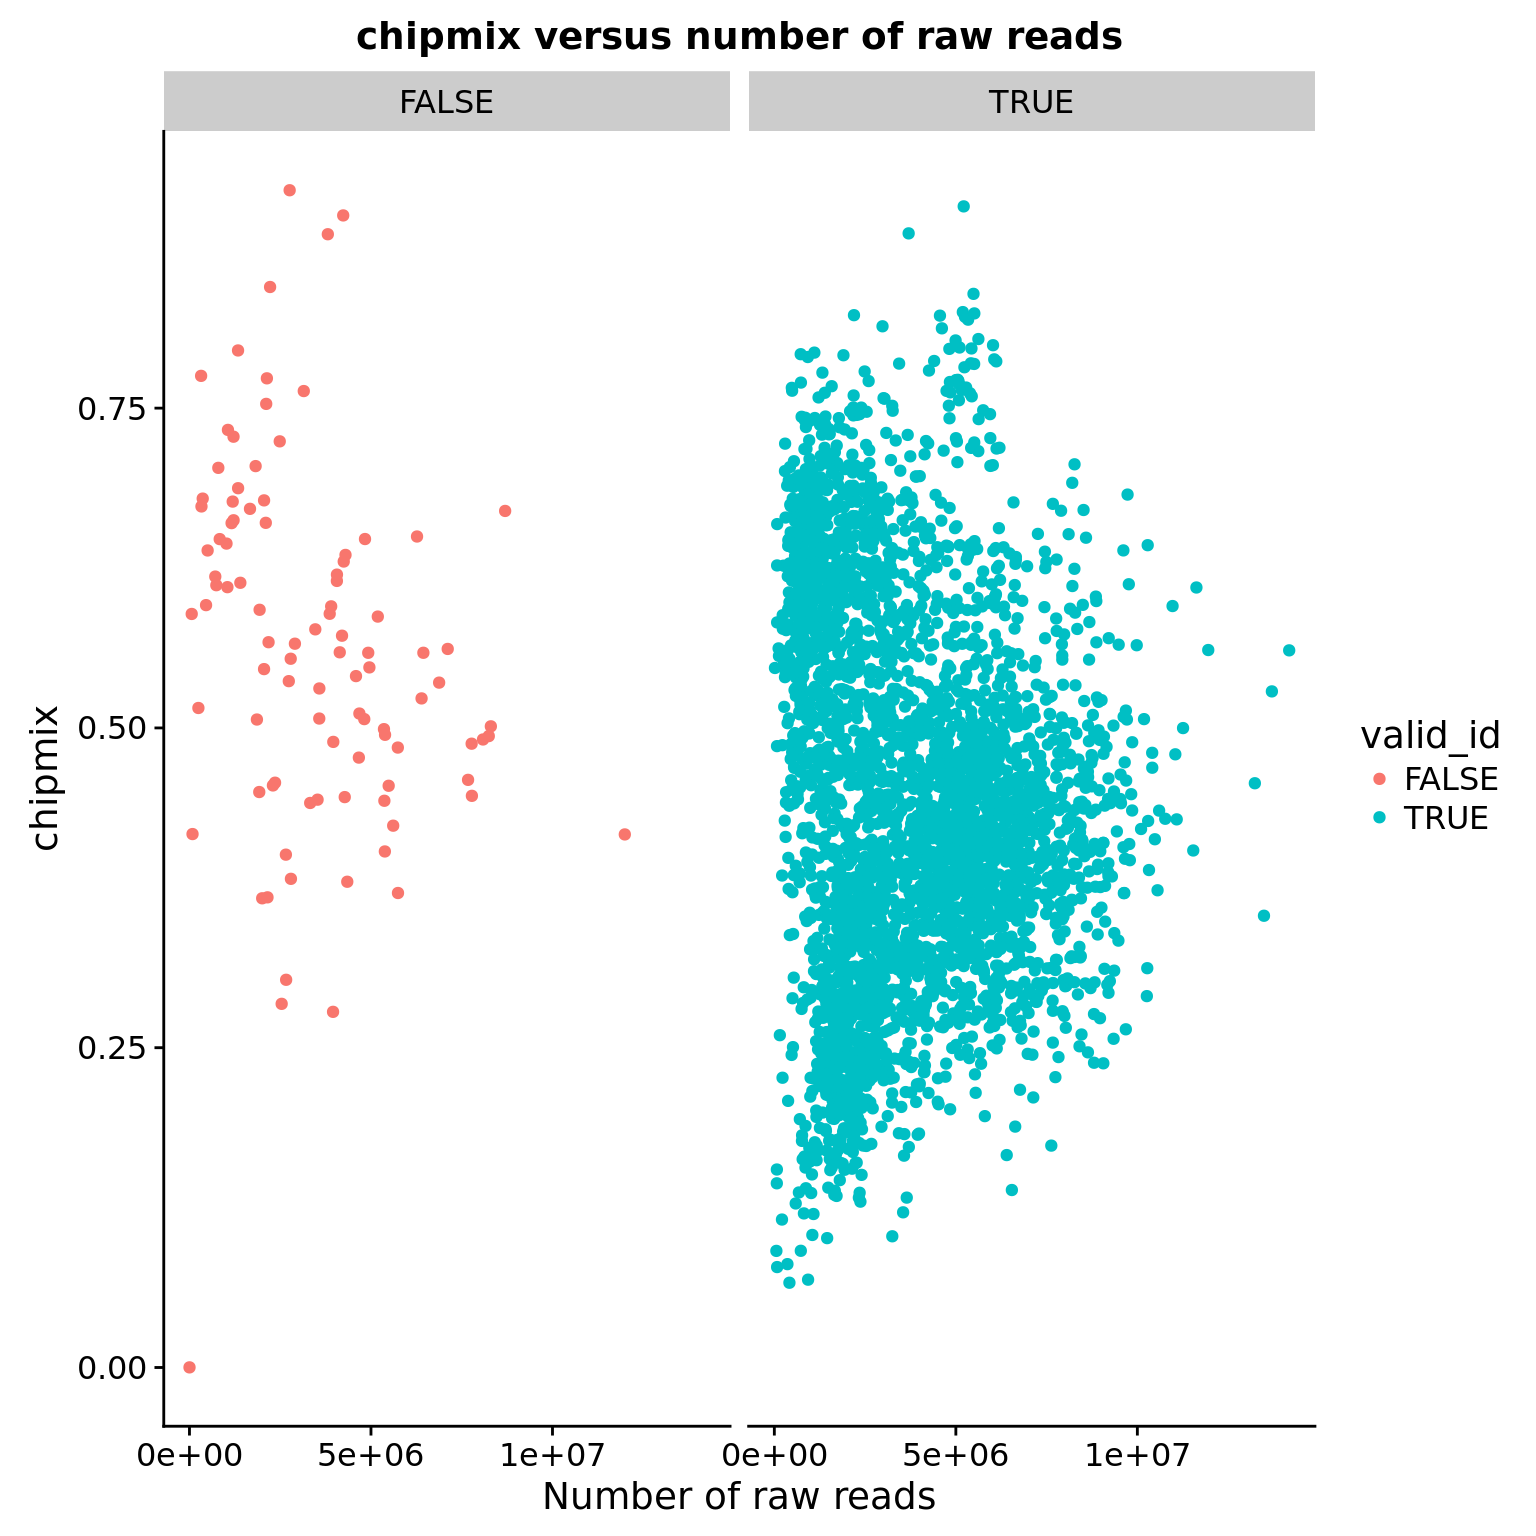 chipmix versus number of raw reads
FALSE TRUE
chipmix
0.75
0.50
0.25
0.00
0e+00 5e+06 1e+07 0e+00 5e+06 1e+07
Number of raw reads
valid_id
FALSE
TRUE